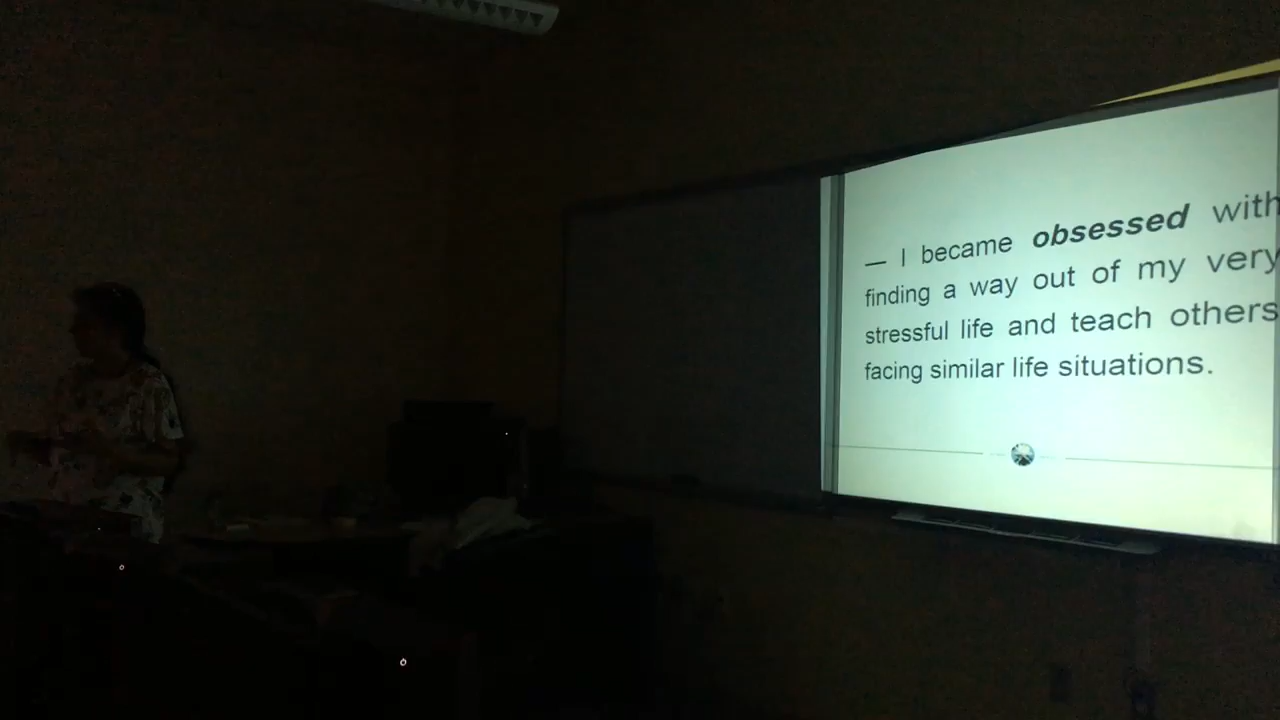 — I became obsessed with
finding a way out of my very
stressful life and teach others
facing similar life situations.